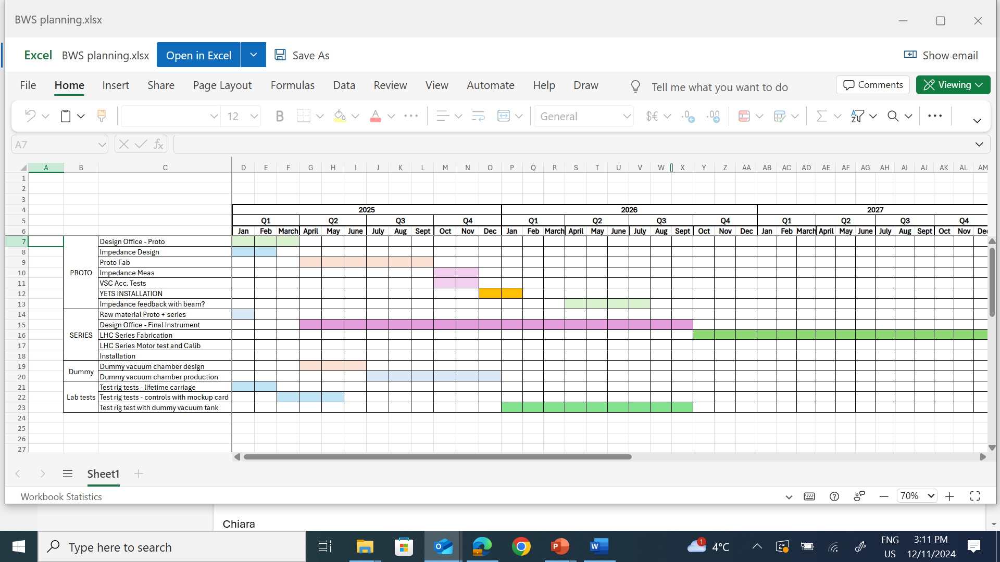 BWS planning.xlsx
Excel BWS planning.xlsx Open in Excel Save As Show email
File Home Insert Share Page Layout Formulas Data Review View Automate Help Draw Tell me what you want to do Comments Viewing
12 B A General $€ .0 .00
A7 fx
A B C D E F G H I J K L M N O P Q R S T U V W X Y Z AA AB AC AD AE AF AG AH AI AJ AK AL AM
1
2
3
4 2025 2026 2027
5 Q1 Q2 Q3 Q4 Q1 Q2 Q3 Q4 Q1 Q2 Q3 Q4
6 Jan Feb March April May June July Aug Sept Oct Nov Dec Jan Feb March April May June July Aug Sept Oct Nov Dec Jan Feb March April May June July Aug Sept Oct Nov De
7 Design Office - Proto
8 Impedance Design
9 Proto Fab
10 PROTO Impedance Meas
11 VSC Acc. Tests
12 YETS INSTALLATION
13 Impedance feedback with beam?
14 Raw material Proto + series
15 Design Office - Final Instrument
16 SERIES LHC Series Fabrication
17 LHC Series Motor test and Calib
18 Installation
19 Dummy Dummy vacuum chamber design
20 Dummy vacuum chamber production
21 Test rig tests - lifetime carriage
22 Lab tests Test rig tests - controls with mockup card
23 Test rig test with dummy vacuum tank
24
25
26
27
Sheet1
Workbook Statistics 70%
Chiara
Type here to search 1 4°C ENG 3:11 PM
US 12/11/2024